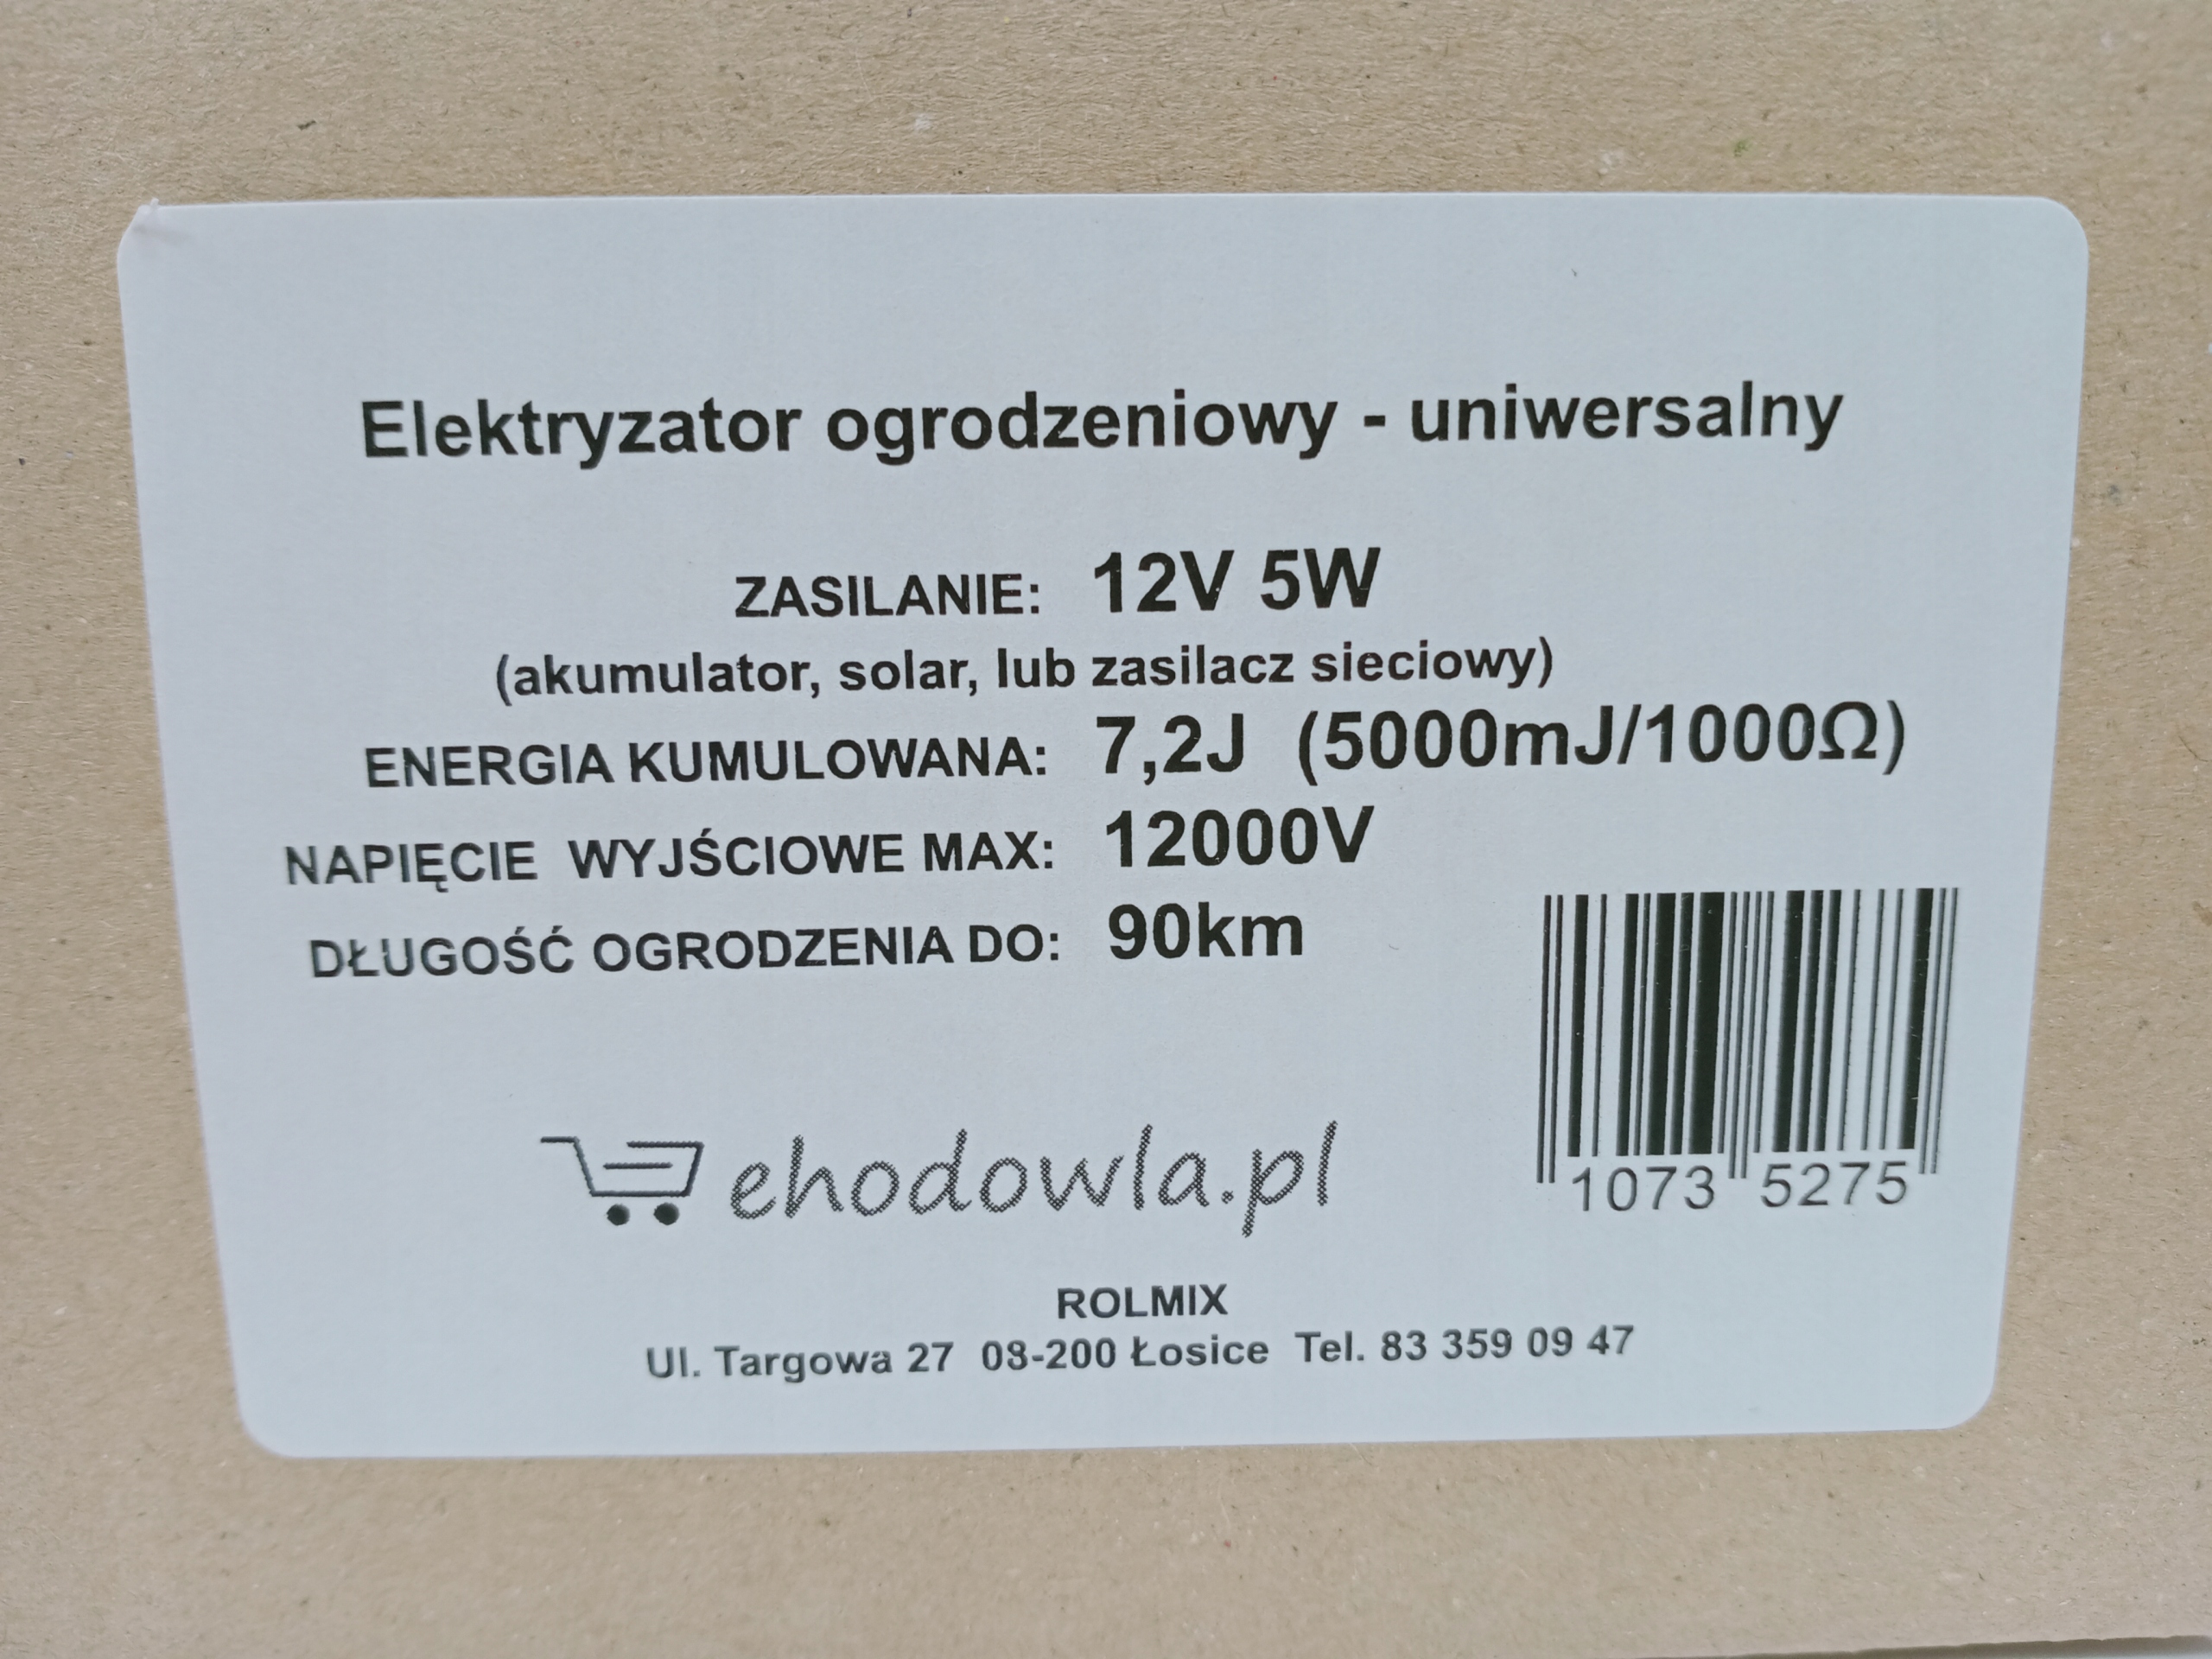 Elektryzator ogrodzeniowy - uniwersalny
ZASILANIE: 12V 5W
(akumulator, solar, lub zasilacz sieciowy)
ENERGIA KUMULOWANA: 7,2J (5000mJ/1000Ω)
NAPIĘCIE WYJŚCIOWE MAX: 12000V
DŁUGOŚĆ OGRODZENIA DO: 90km
1073 5275
ehodowla.pl
ROLMIX
Ul. Targowa 27 08-200 Łosice Tel. 83 359 09 47